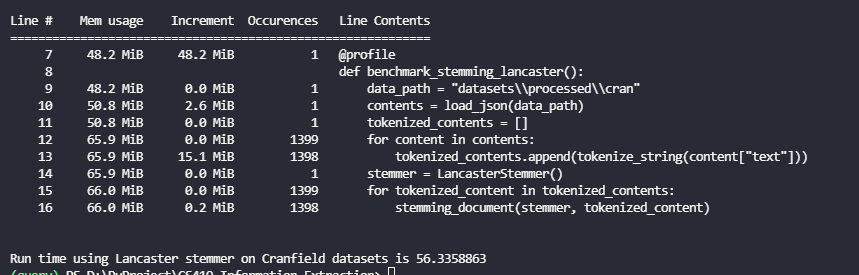 Line #    Mem usage    Increment  Occurences   Line Contents
============================================================
     7     48.2 MiB     48.2 MiB           1   @profile
     8                                         def benchmark_stemming_lancaster():
     9     48.2 MiB      0.0 MiB           1       data_path = "datasets\\processed\\cran"
    10     50.8 MiB      2.6 MiB           1       contents = load_json(data_path)
    11     50.8 MiB      0.0 MiB           1       tokenized_contents = []
    12     65.9 MiB      0.0 MiB        1399       for content in contents:
    13     65.9 MiB     15.1 MiB        1398           tokenized_contents.append(tokenize_string(content["text"]))
    14     65.9 MiB      0.0 MiB           1       stemmer = LancasterStemmer()
    15     66.0 MiB      0.0 MiB        1399       for tokenized_content in tokenized_contents:
    16     66.0 MiB      0.2 MiB        1398           stemming_document(stemmer, tokenized_content)
Run time using Lancaster stemmer on Cranfield datasets is 56.3358863
(query) PS D:\PyProject\CS419 Information Extraction>